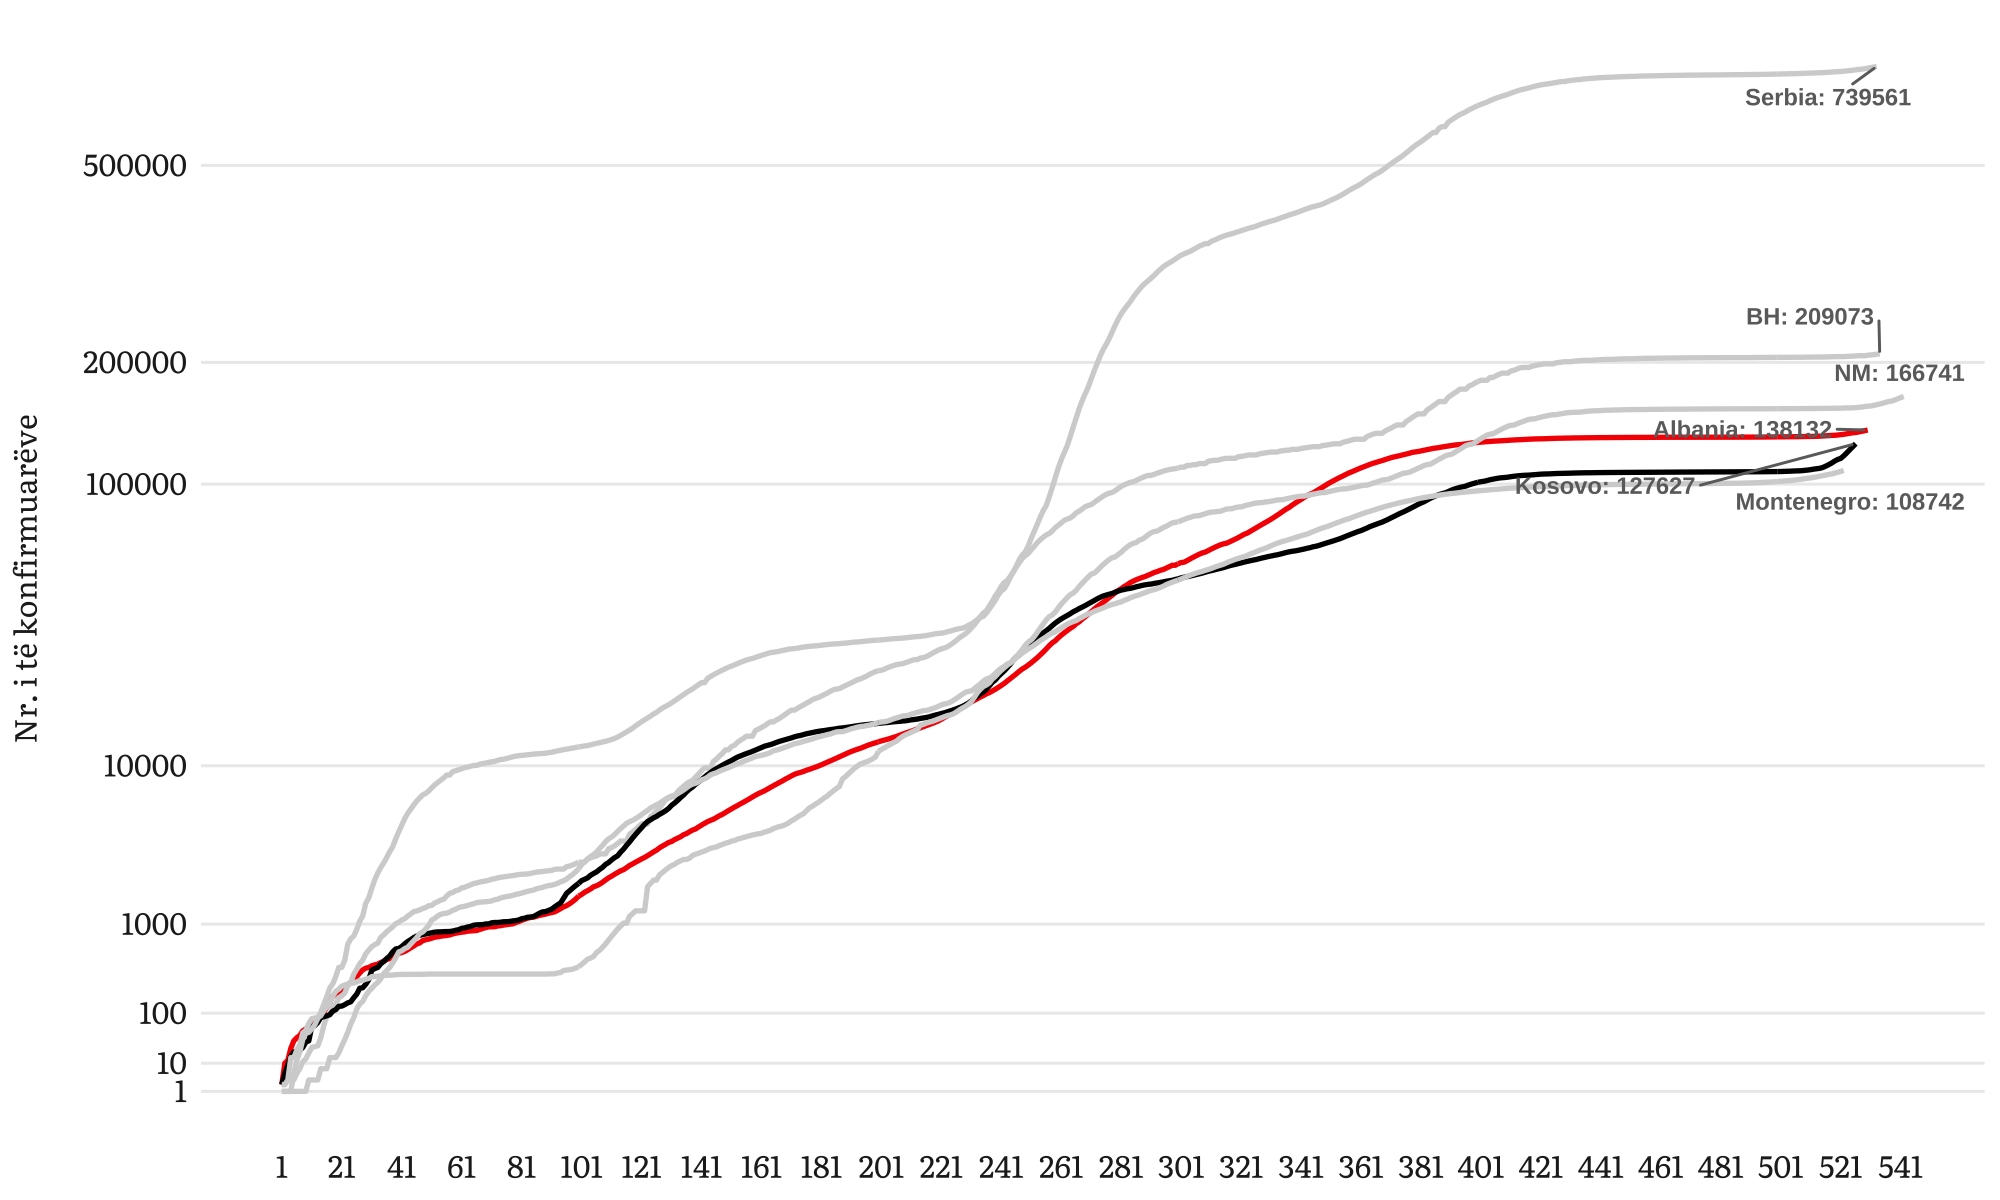 Nr. i të konfirmuarëve
500000
200000
100000
10000
1000
100
10
1
Serbia: 739561
BH: 209073
NM: 166741
Albania: 138132
Kosovo: 127627
Montenegro: 108742
1 21 41 61 81 101 121 141 161 181 201 221 241 261 281 301 321 341 361 381 401 421 441 461 481 501 521 541